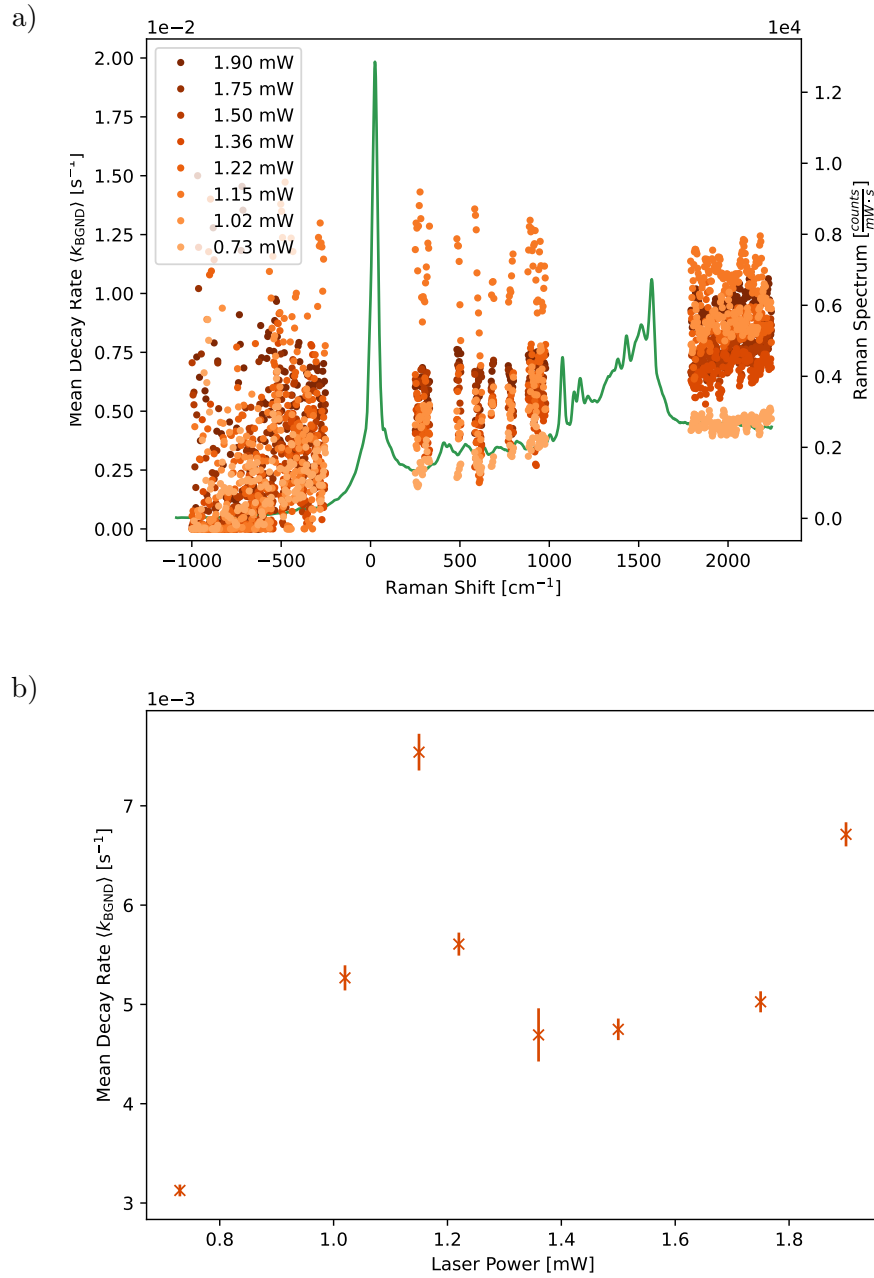 a)
1e−2
1e4
2.00
1.75
1.50
1.25
1.00
0.75
0.50
0.25
0.00
Mean Decay Rate ⟨k_BGND⟩ [s⁻¹]
1.90 mW
1.75 mW
1.50 mW
1.36 mW
1.22 mW
1.15 mW
1.02 mW
0.73 mW
1.2
1.0
0.8
0.6
0.4
0.2
0.0
Raman Spectrum [counts/mW·s]
−1000 −500 0 500 1000 1500 2000
Raman Shift [cm⁻¹]
b)
1e−3
7
6
5
4
3
Mean Decay Rate ⟨k_BGND⟩ [s⁻¹]
0.8 1.0 1.2 1.4 1.6 1.8
Laser Power [mW]